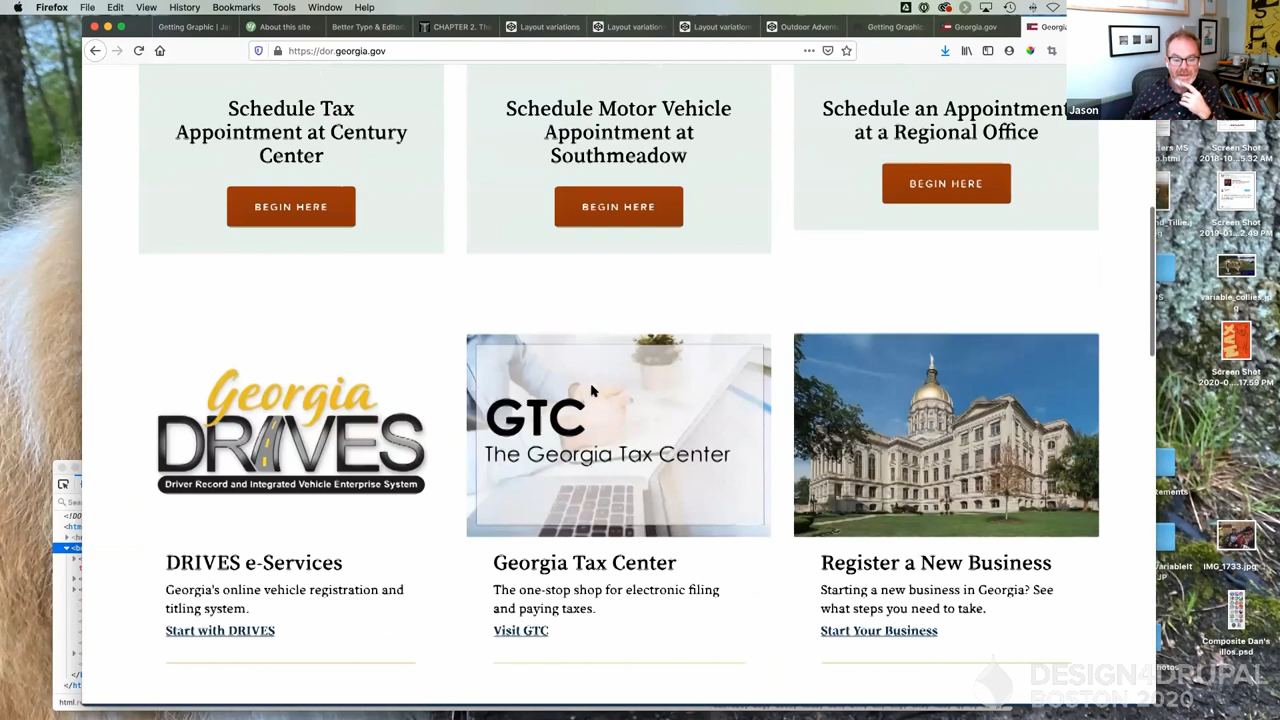 Firefox File Edit View History Bookmarks Tools Window Help
Getting Graphic | Ja
About this site
Better Type & Editor
CHAPTER 2. The
Layout variations
Layout variations
Layout variations
Outdoor Adven
Getting Graphic
Georgia.gov
Georgia
https://dor.georgia.gov
Jason
Schedule Tax
Appointment at Century
Center
BEGIN HERE
Schedule Motor Vehicle
Appointment at
Southmeadow
BEGIN HERE
Schedule an Appointment
at a Regional Office
BEGIN HERE
Georgia
DRIVES
Driver Record and Integrated Vehicle Enterprise System
GTC
The Georgia Tax Center
DRIVES e-Services
Georgia's online vehicle registration and
titling system.
Start with DRIVES
Georgia Tax Center
The one-stop shop for electronic filing
and paying taxes.
Visit GTC
Register a New Business
Starting a new business in Georgia? See
what steps you need to take.
Start Your Business
Screen Shot
2018-10...5.32 AM
Screen Shot
2019-01...2.49 PM
variable_collies.jp
g
Screen Shot
2020-0...17.59 PM
IMG_1733.jpg
Composite Dan's
illos.psd
DESIGN4DRUPAL
BOSTON 2020